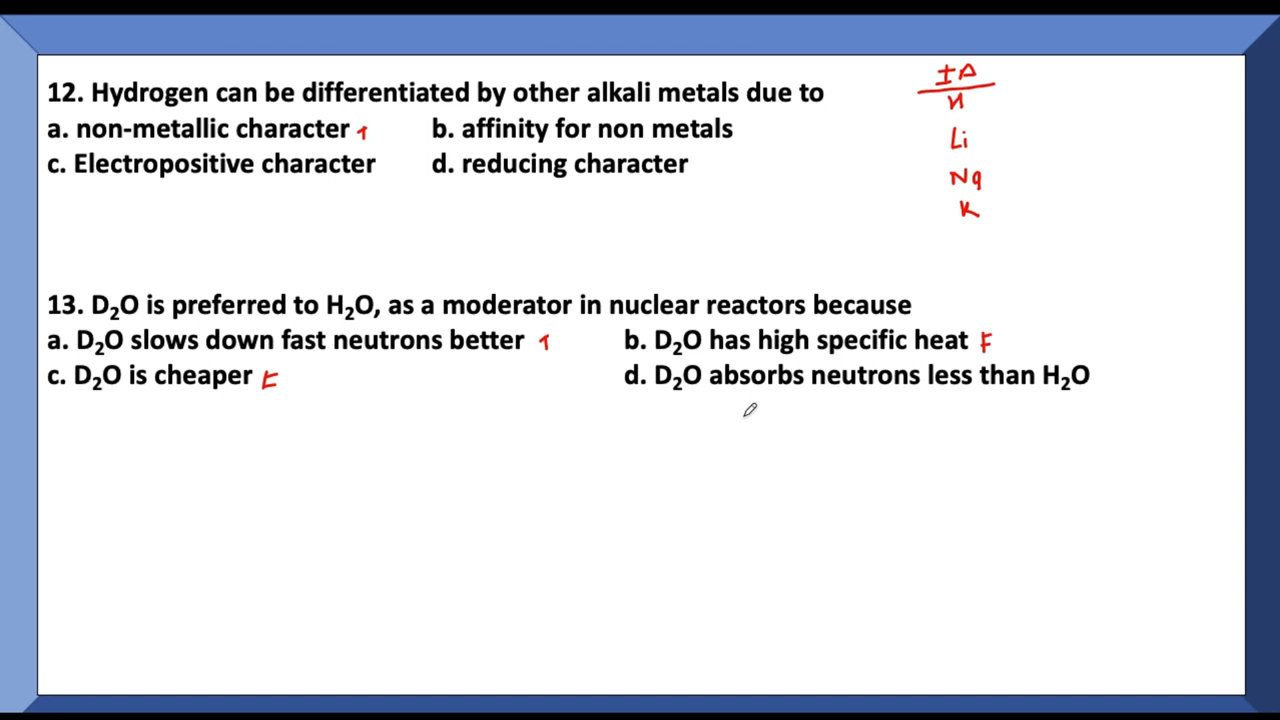 12. Hydrogen can be differentiated by other alkali metals due to
a. non-metallic character T b. affinity for non metals
c. Electropositive character d. reducing character
IA
H
Li
Na
K
13. D₂O is preferred to H₂O, as a moderator in nuclear reactors because
a. D₂O slows down fast neutrons better T b. D₂O has high specific heat F
c. D₂O is cheaper F d. D₂O absorbs neutrons less than H₂O